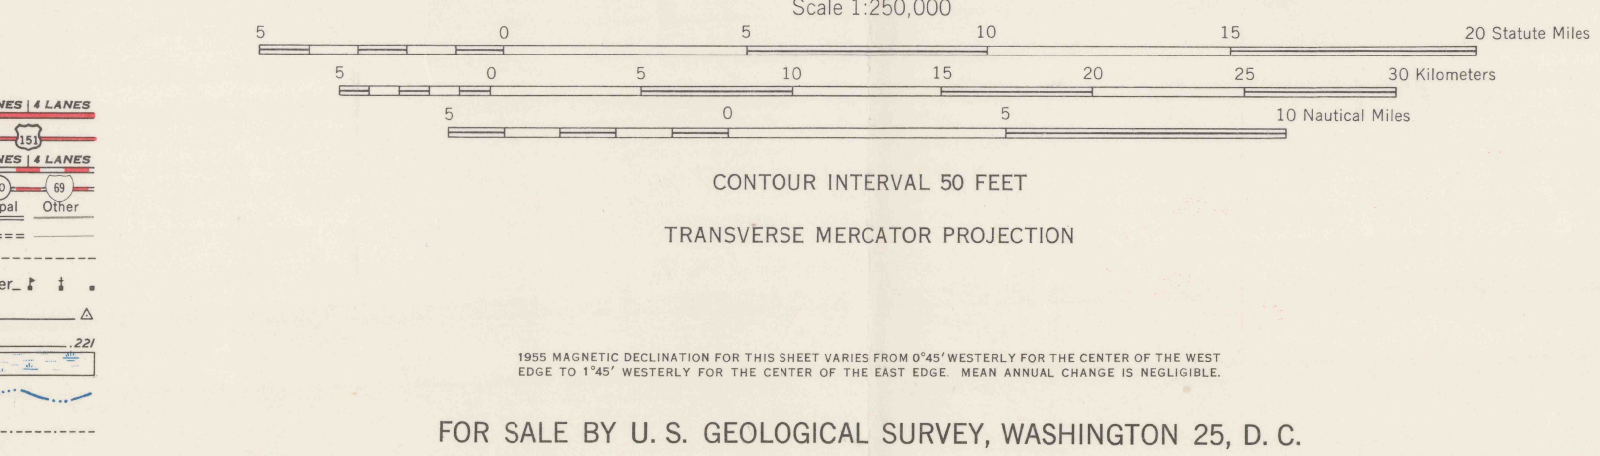 Scale 1:250,000
5 0 5 10 15 20 Statute Miles
5 0 5 10 15 20 25 30 Kilometers
5 0 5 10 Nautical Miles
4 LANES
151
4 LANES
69
Other
.221
CONTOUR INTERVAL 50 FEET
TRANSVERSE MERCATOR PROJECTION
1955 MAGNETIC DECLINATION FOR THIS SHEET VARIES FROM 0°45′ WESTERLY FOR THE CENTER OF THE WEST
EDGE TO 1°45′ WESTERLY FOR THE CENTER OF THE EAST EDGE. MEAN ANNUAL CHANGE IS NEGLIGIBLE.
FOR SALE BY U. S. GEOLOGICAL SURVEY, WASHINGTON 25, D. C.